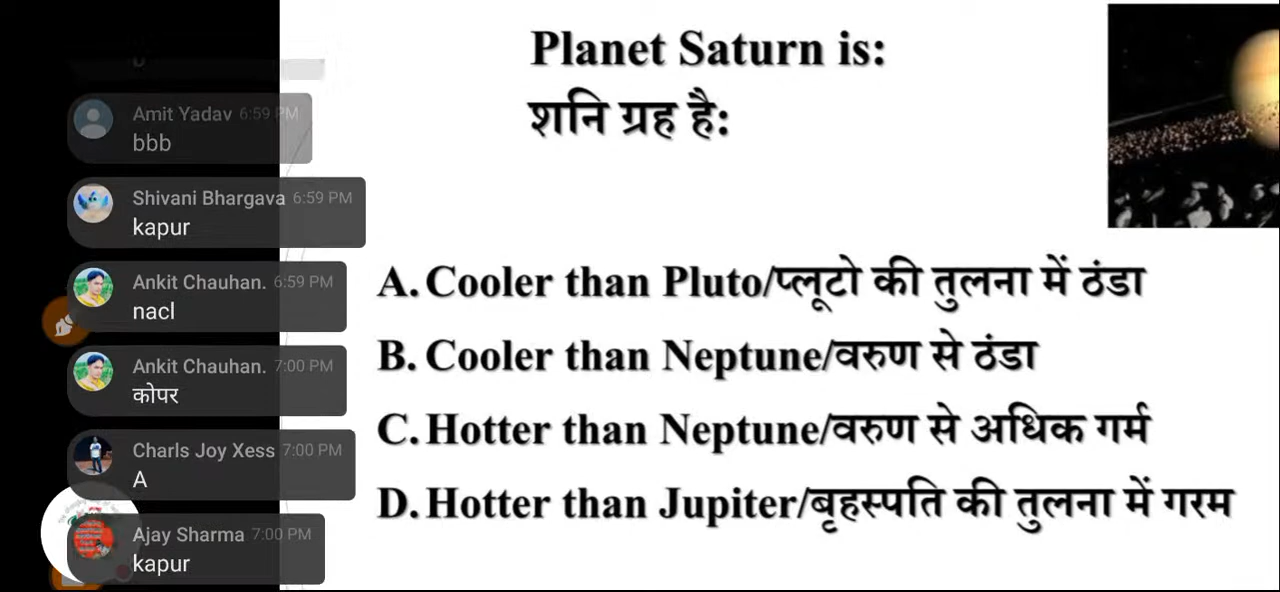 Planet Saturn is:
शनि ग्रह है:
A. Cooler than Pluto/प्लूटो की तुलना में ठंडा
B. Cooler than Neptune/वरुण से ठंडा
C. Hotter than Neptune/वरुण से अधिक गर्म
D. Hotter than Jupiter/बृहस्पति की तुलना में गरम
Amit Yadav 6:59 PM
bbb
Shivani Bhargava 6:59 PM
kapur
Ankit Chauhan. 6:59 PM
nacl
Ankit Chauhan. 7:00 PM
कोपर
Charls Joy Xess 7:00 PM
A
Ajay Sharma 7:00 PM
kapur